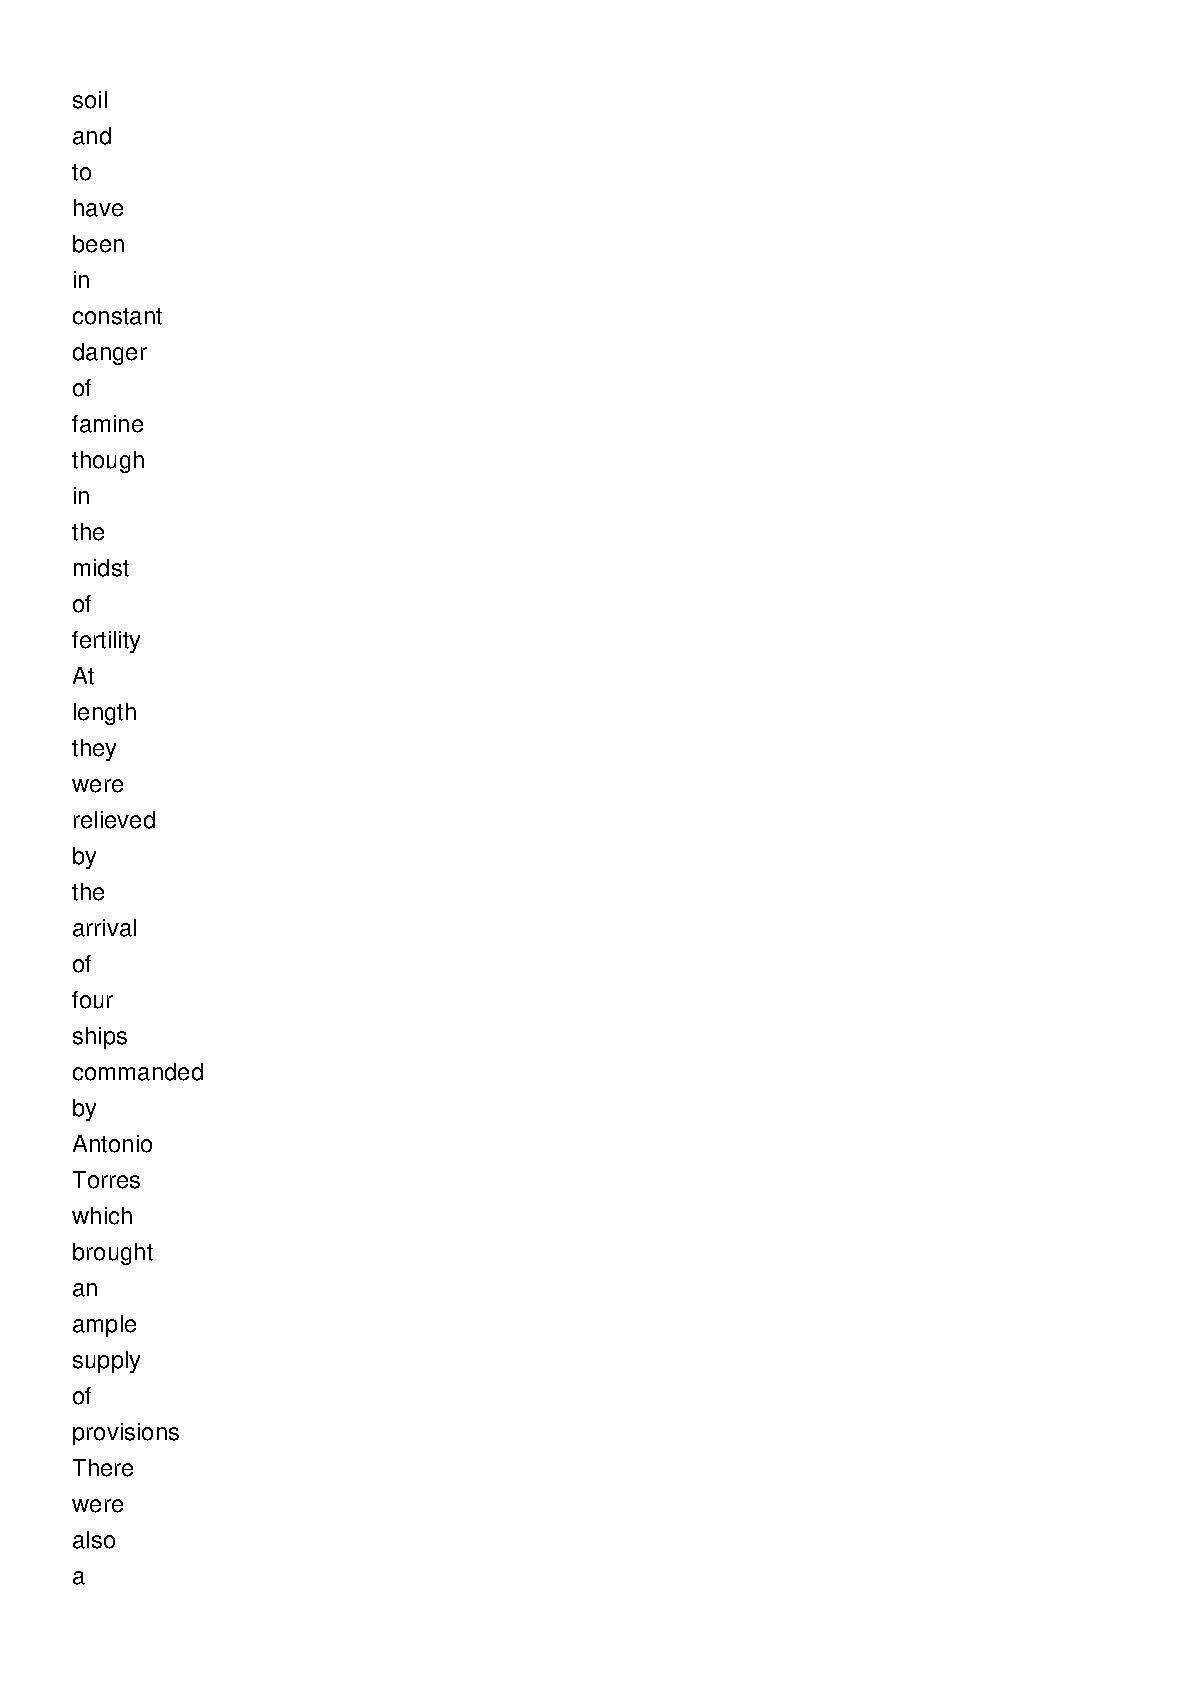 soil
and
to
have
been
in
constant
danger
of
famine
though
in
the
midst
of
fertility
At
length
they
were
relieved
by
the
arrival
of
four
ships
commanded
by
Antonio
Torres
which
brought
an
ample
supply
of
provisions
There
were
also
a